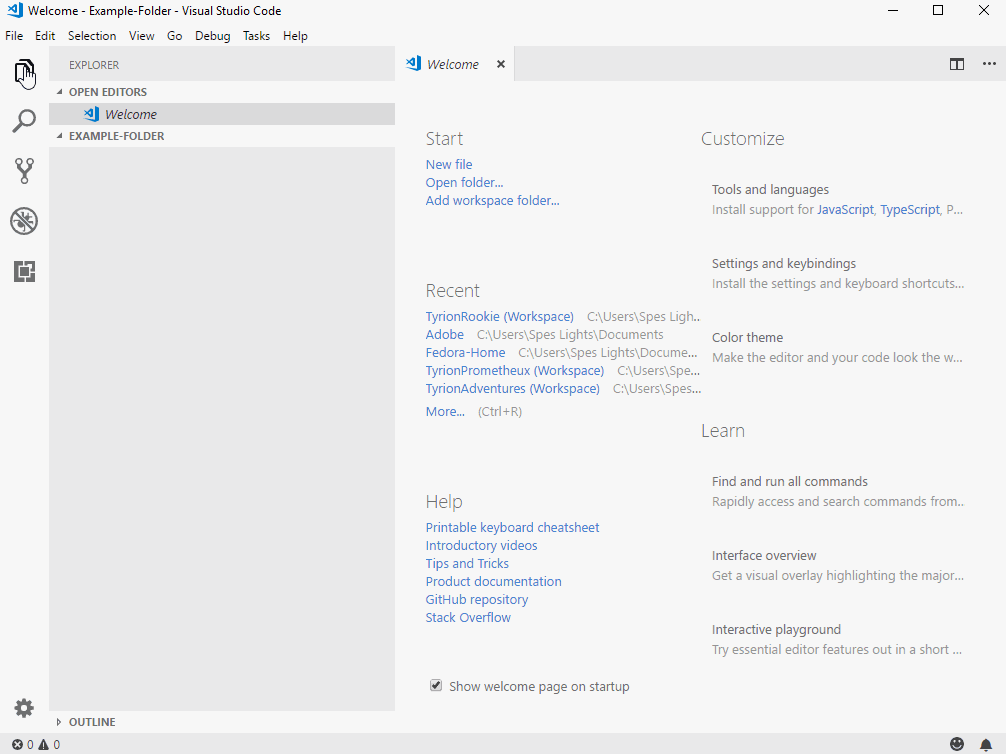 Welcome - Example-Folder - Visual Studio Code
File Edit Selection View Go Debug Tasks Help
EXPLORER
OPEN EDITORS
Welcome
EXAMPLE-FOLDER
OUTLINE
Welcome
Start
New file
Open folder...
Add workspace folder...
Recent
TyrionRookie (Workspace) C:\Users\Spes Ligh..
Adobe C:\Users\Spes Lights\Documents
Fedora-Home C:\Users\Spes Lights\Docume...
TyrionPrometheux (Workspace) C:\Users\Spe...
TyrionAdventures (Workspace) C:\Users\Spes...
More... (Ctrl+R)
Help
Printable keyboard cheatsheet
Introductory videos
Tips and Tricks
Product documentation
GitHub repository
Stack Overflow
Show welcome page on startup
Customize
Tools and languages
Install support for JavaScript, TypeScript, P...
Settings and keybindings
Install the settings and keyboard shortcuts...
Color theme
Make the editor and your code look the w...
Learn
Find and run all commands
Rapidly access and search commands from..
Interface overview
Get a visual overlay highlighting the major...
Interactive playground
Try essential editor features out in a short ...
0 0